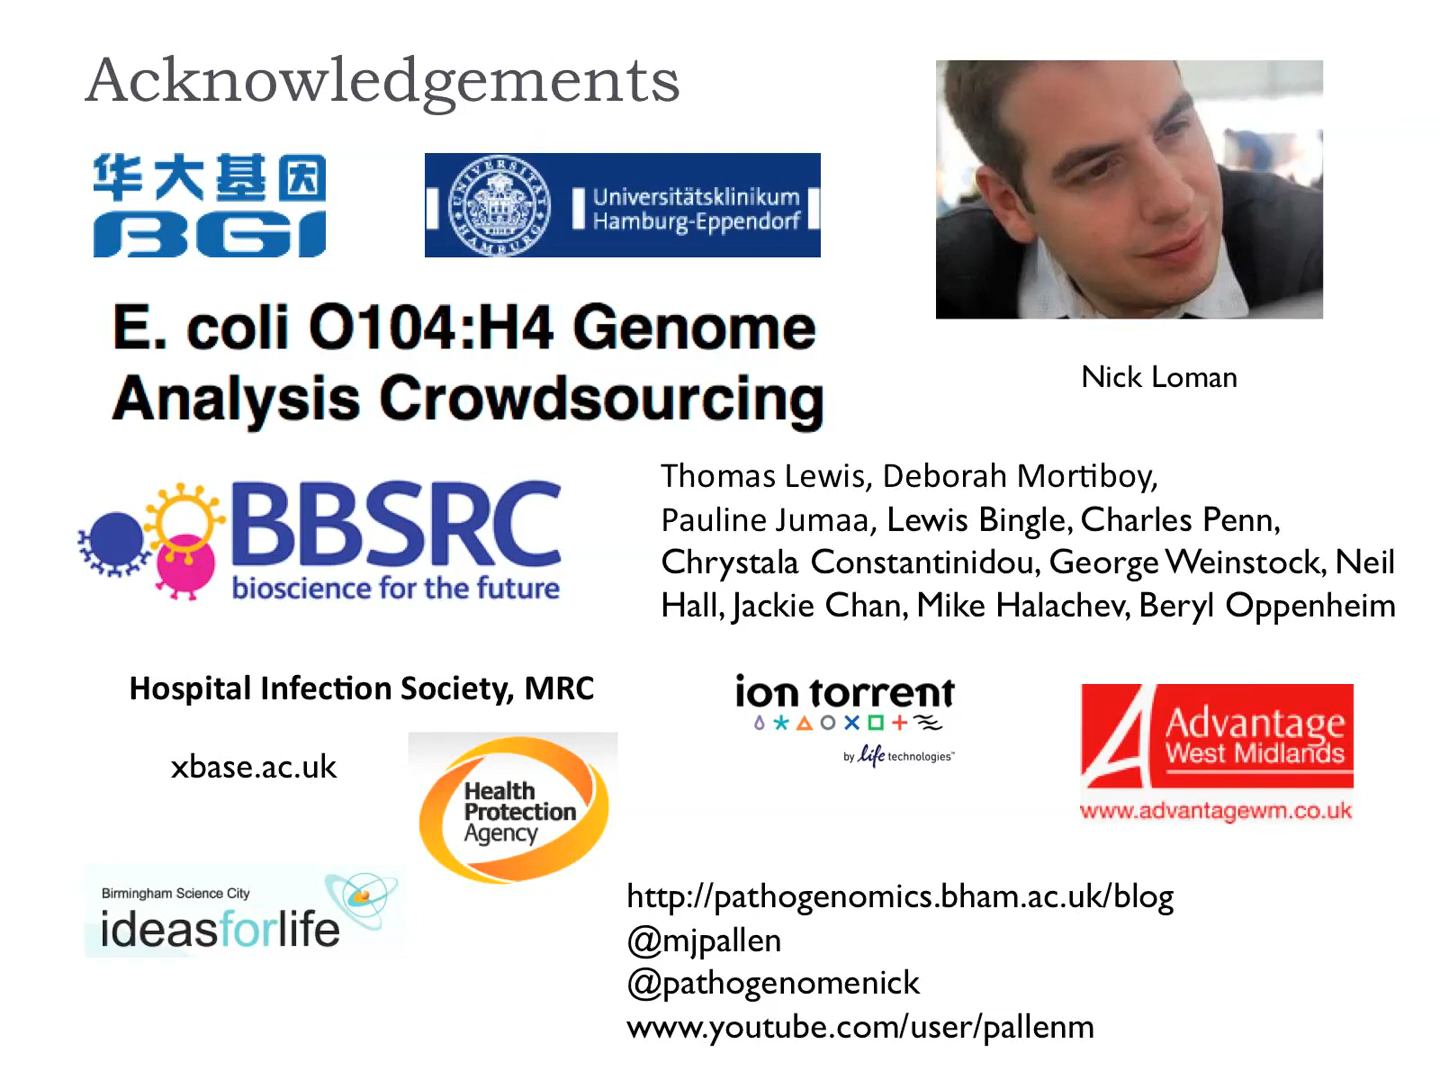 Acknowledgements
华大基因
BGI
UNIVERSITÄT HAMBURG
Universitätsklinikum
Hamburg-Eppendorf
E. coli O104:H4 Genome
Analysis Crowdsourcing
Nick Loman
BBSRC
bioscience for the future
Thomas Lewis, Deborah Mortiboy,
Pauline Jumaa, Lewis Bingle, Charles Penn,
Chrystala Constantinidou, George Weinstock, Neil
Hall, Jackie Chan, Mike Halachev, Beryl Oppenheim
Hospital Infection Society, MRC
xbase.ac.uk
Health
Protection
Agency
ion torrent
by life technologies™
Advantage
West Midlands
www.advantagewm.co.uk
Birmingham Science City
ideasforlife
http://pathogenomics.bham.ac.uk/blog
@mjpallen
@pathogenomenick
www.youtube.com/user/pallenm